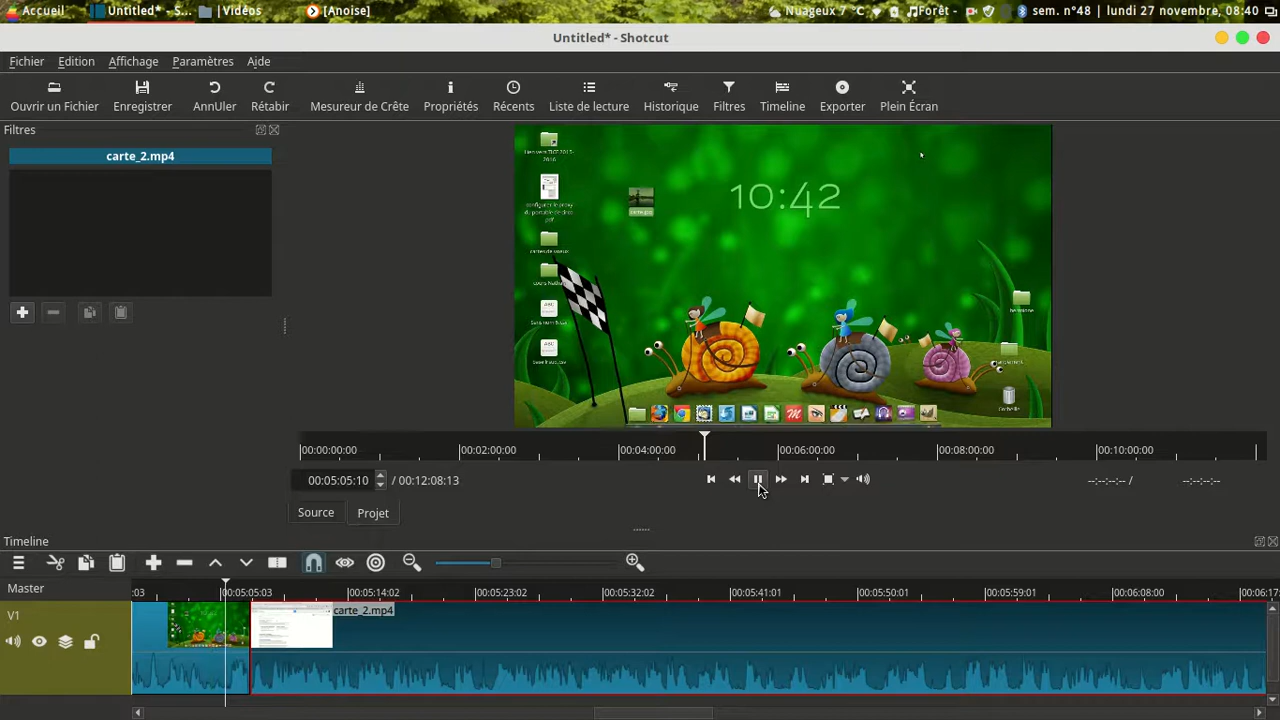 Accueil Untitled* - S... |Vidéos [Anoise] Nuageux 7 °C Forêt - sem. n°48 | lundi 27 novembre, 08:40
Untitled* - Shotcut
Fichier Edition Affichage Paramètres Aide
Ouvrir un Fichier Enregistrer AnnUler Rétabir Mesureur de Crête Propriétés Récents Liste de lecture Historique Filtres Timeline Exporter Plein Écran
Filtres
carte_2.mp4
10:42
carte.jpg
Corbeille
00:00:00:00 00:02:00:00 00:04:00:00 00:06:00:00 00:08:00:00 00:10:00:00
00:05:05:10 / 00:12:08:13 --:--:--:-- / --:--:--:--
Source Projet
Timeline
Master :03 00:05:05:03 00:05:14:02 00:05:23:02 00:05:32:02 00:05:41:01 00:05:50:01 00:05:59:01 00:06:08:00 00:06:17:
V1
carte_2.mp4